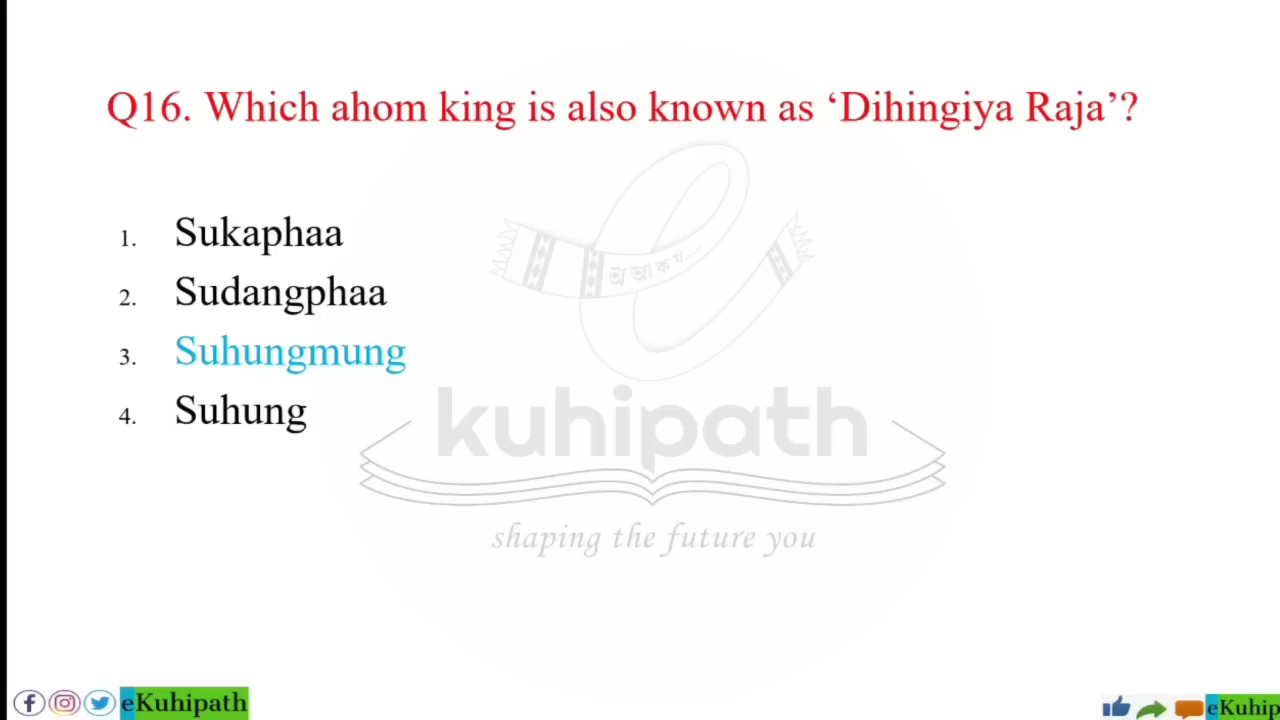 Q16. Which ahom king is also known as ‘Dihingiya Raja’?
1. Sukaphaa
2. Sudangphaa
3. Suhungmung
4. Suhung
অ আ ক খ....
kuhipath
shaping the future you
eKuhipath
eKuhip